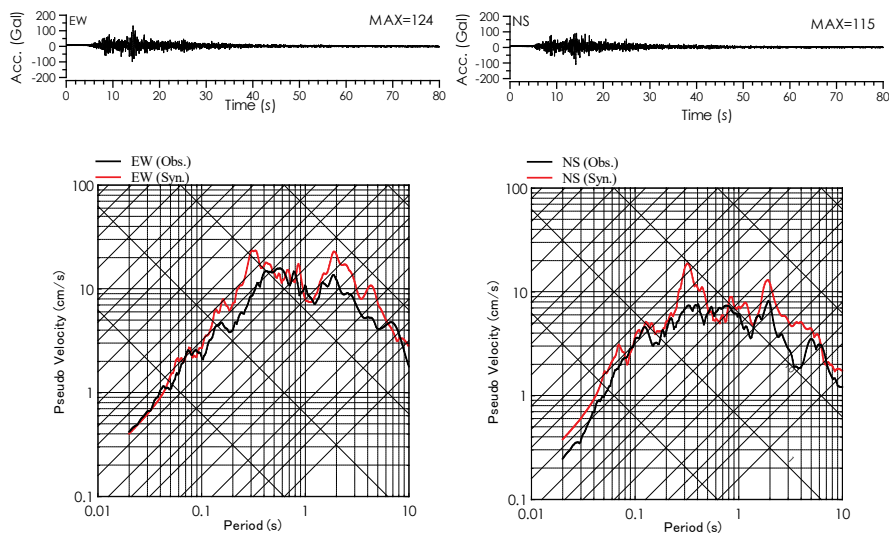 EW
MAX=124
Acc. (Gal)
200
100
0
-100
-200
0 10 20 30 40 50 60 70 80
Time (s)
NS
MAX=115
Acc. (Gal)
200
100
0
-100
-200
0 10 20 30 40 50 60 70 80
Time (s)
EW (Obs.)
EW (Syn.)
Pseudo Velocity (cm/s)
100
10
1
0.1
0.01 0.1 1 10
Period (s)
NS (Obs.)
NS (Syn.)
Pseudo Velocity (cm/s)
100
10
1
0.1
0.01 0.1 1 10
Period (s)